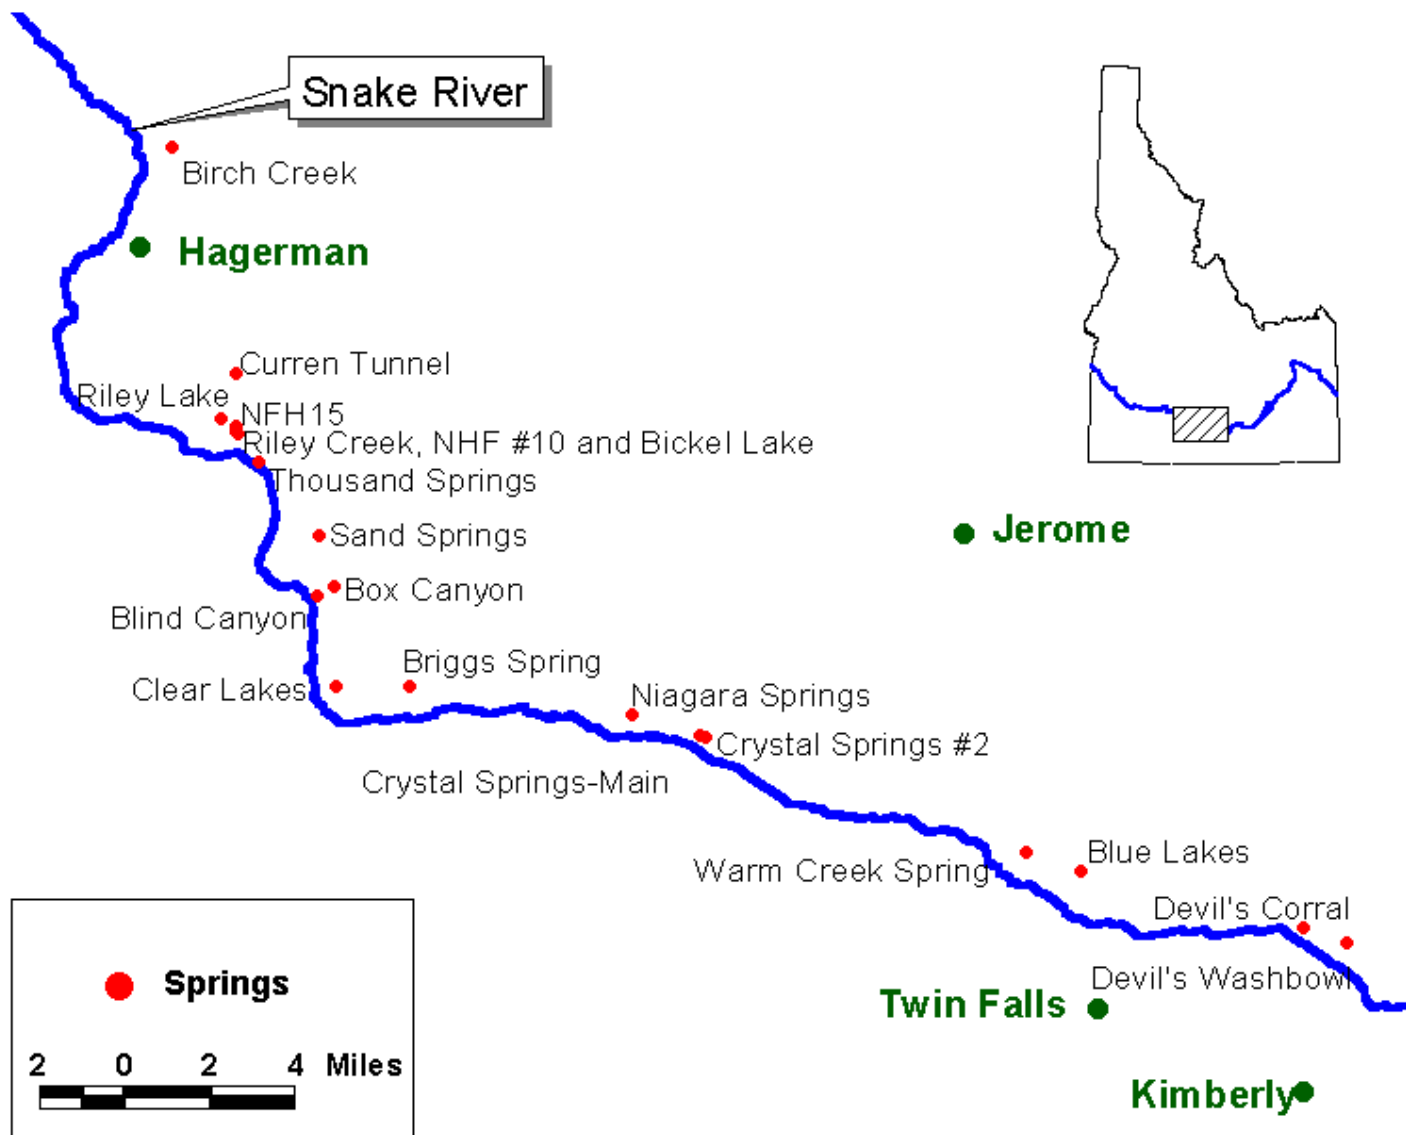 Snake River
Birch Creek
Hagerman
Curren Tunnel
Riley Lake
NFH15
Riley Creek, NHF #10 and Bickel Lake
Thousand Springs
Sand Springs
Jerome
Box Canyon
Blind Canyon
Briggs Spring
Clear Lakes
Niagara Springs
Crystal Springs #2
Crystal Springs-Main
Blue Lakes
Warm Creek Spring
Devil's Corral
Devil's Washbowl
Twin Falls
Kimberly
Springs
2 0 2 4 Miles